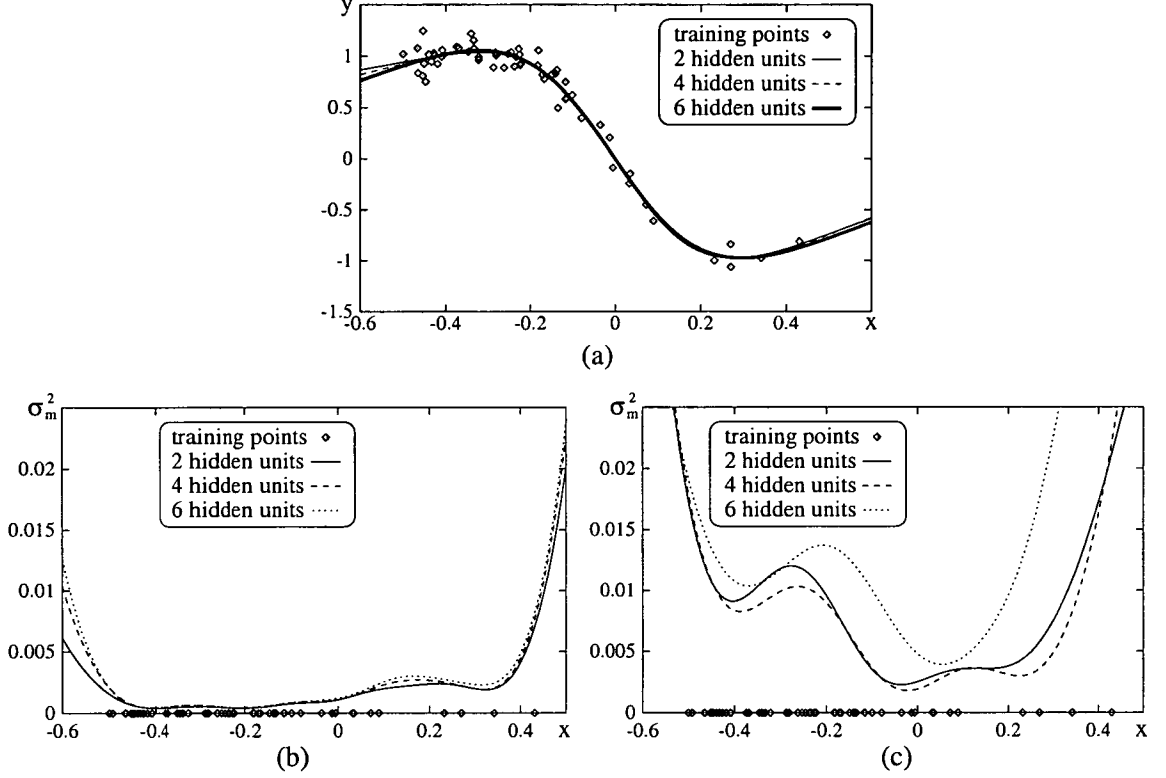 y
training points
2 hidden units
4 hidden units
6 hidden units
1
0.5
0
-0.5
-1
-1.5
-0.6 -0.4 -0.2 0 0.2 0.4 x
(a)
σ²ₘ
training points
2 hidden units
4 hidden units
6 hidden units
0.02
0.015
0.01
0.005
0
-0.6 -0.4 -0.2 0 0.2 0.4 x
(b)
σ²ₘ
training points
2 hidden units
4 hidden units
6 hidden units
0.02
0.015
0.01
0.005
0
-0.6 -0.4 -0.2 0 0.2 0.4 x
(c)